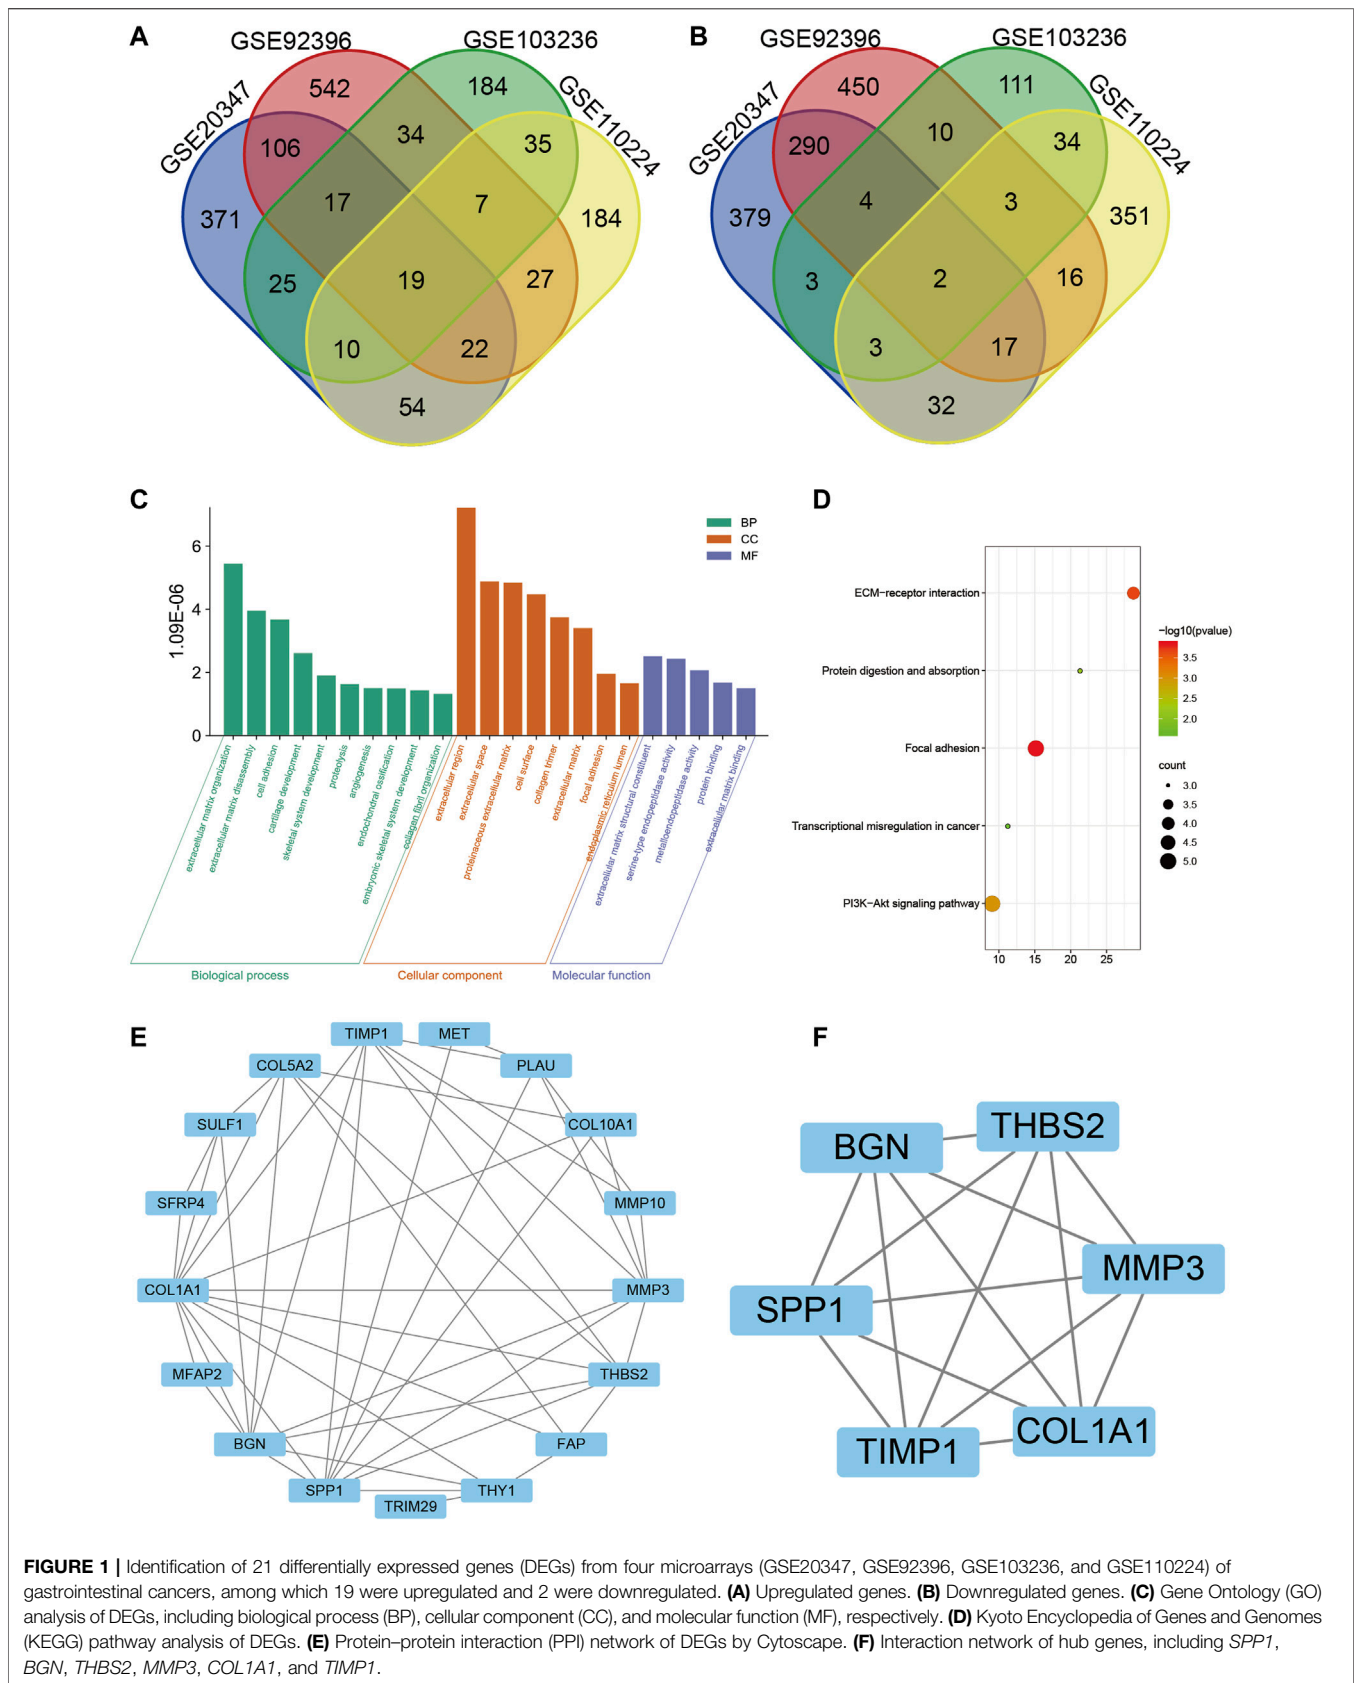 A
GSE92396
GSE103236
GSE20347
GSE110224
542
184
106
34
35
371
17
7
184
25
19
27
10
22
54
B
GSE92396
GSE103236
GSE20347
GSE110224
450
111
290
10
34
379
4
3
351
3
2
16
3
17
32
C
BP
CC
MF
1.09E-06
6
4
2
0
extracellular matrix organization
extracellular matrix disassembly
cell adhesion
cartilage development
skeletal system development
proteolysis
angiogenesis
endochondral ossification
embryonic skeletal system development
collagen fibril organization
extracellular region
extracellular space
proteinaceous extracellular matrix
cell surface
collagen trimer
extracellular matrix
focal adhesion
endoplasmic reticulum lumen
extracellular matrix structural constituent
serine-type endopeptidase activity
metalloendopeptidase activity
protein binding
extracellular matrix binding
Biological process
Cellular component
Molecular function
D
ECM−receptor interaction
Protein digestion and absorption
Focal adhesion
Transcriptional misregulation in cancer
PI3K−Akt signaling pathway
10 15 20 25
−log10(pvalue)
3.5
3.0
2.5
2.0
count
3.0
3.5
4.0
4.5
5.0
E
TIMP1
MET
COL5A2
PLAU
SULF1
COL10A1
SFRP4
MMP10
COL1A1
MMP3
MFAP2
THBS2
BGN
FAP
SPP1
THY1
TRIM29
F
THBS2
BGN
MMP3
SPP1
COL1A1
TIMP1
FIGURE 1 | Identification of 21 differentially expressed genes (DEGs) from four microarrays (GSE20347, GSE92396, GSE103236, and GSE110224) of
gastrointestinal cancers, among which 19 were upregulated and 2 were downregulated. (A) Upregulated genes. (B) Downregulated genes. (C) Gene Ontology (GO)
analysis of DEGs, including biological process (BP), cellular component (CC), and molecular function (MF), respectively. (D) Kyoto Encyclopedia of Genes and Genomes
(KEGG) pathway analysis of DEGs. (E) Protein–protein interaction (PPI) network of DEGs by Cytoscape. (F) Interaction network of hub genes, including SPP1,
BGN, THBS2, MMP3, COL1A1, and TIMP1.